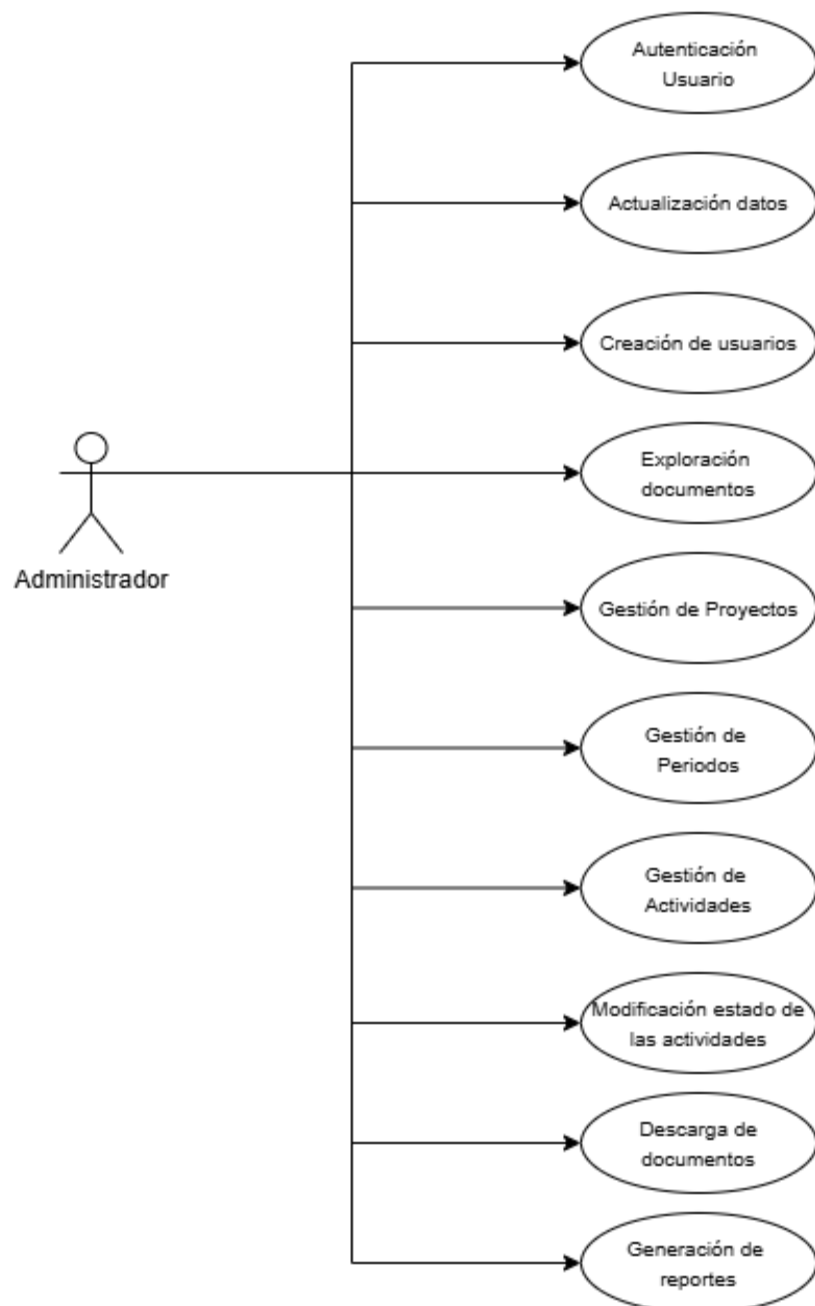 Autenticación
Usuario
Actualización datos
Creación de usuarios
Exploración
documentos
Administrador
Gestión de Proyectos
Gestión de
Periodos
Gestión de
Actividades
Modificación estado de
las actividades
Descarga de
documentos
Generación de
reportes